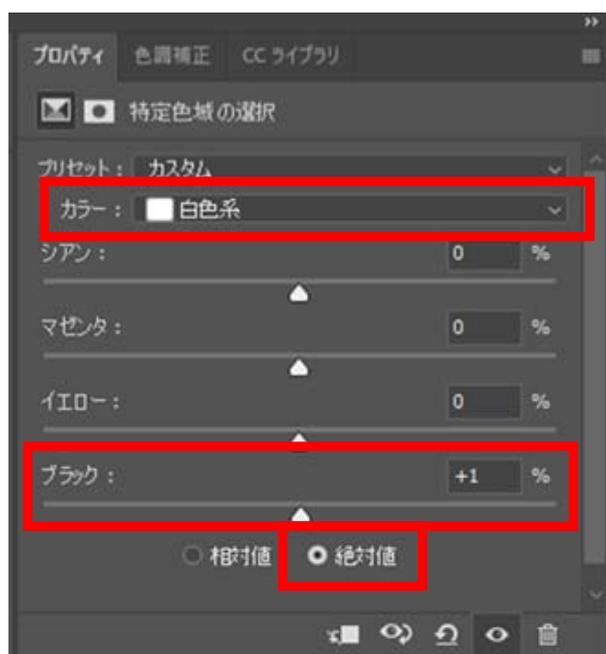 プロパティ 色調補正 CC ライブラリ
特定色域の選択
プリセット： カスタム
カラー： 白色系
シアン： 0 %
マゼンタ： 0 %
イエロー： 0 %
ブラック： +1 %
相対値 絶対値